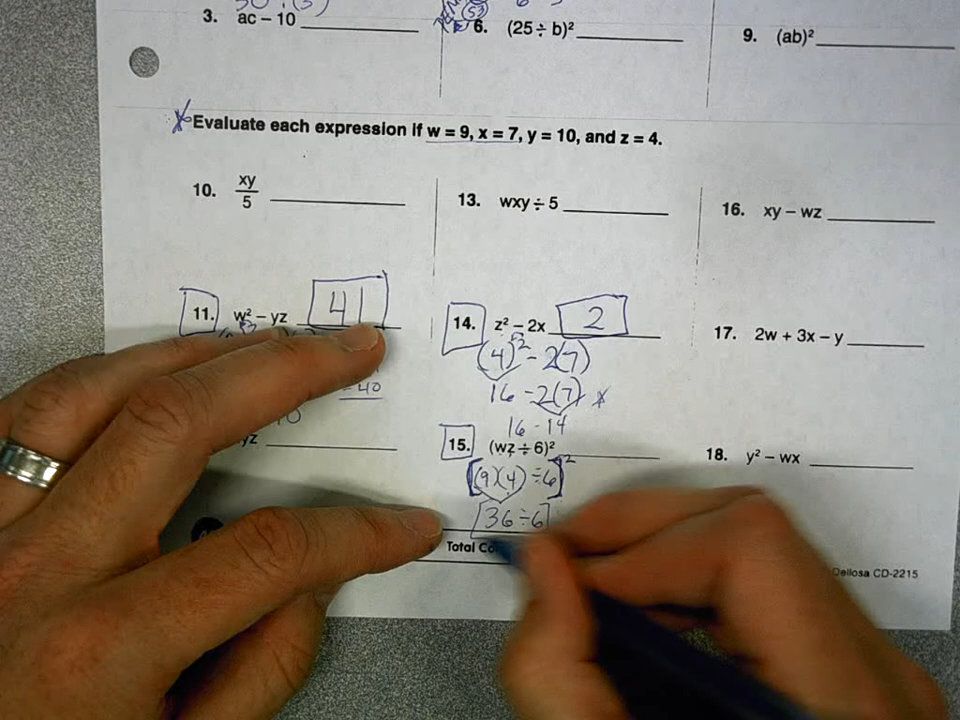 3. ac – 10
6. (25 ÷ b)²
9. (ab)²
Evaluate each expression if w = 9, x = 7, y = 10, and z = 4.
10. xy/5
13. wxy ÷ 5
16. xy – wz
11. w² – yz 41
14. z² – 2x 2
17. 2w + 3x – y
(4)² - 2(7)
- 40
16 - 2(7)
16 - 14
yz
15. (wz ÷ 6)²
18. y² – wx
[(9)(4) ÷ 6]²
[36 ÷ 6]
Total
Dellosa CD-2215